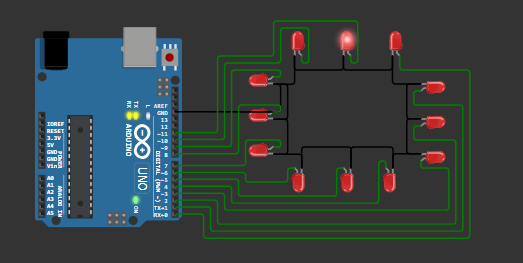 AREF
GND
13
12
~11
~10
~9
8
7
~6
~5
4
~3
2
TX→1
RX←0
DIGITAL (PWM ~)
L
TX
RX
ARDUINO
UNO
ON
IOREF
RESET
3.3V
5V
GND
GND
Vin
POWER
A0
A1
A2
A3
A4
A5
ANALOG IN